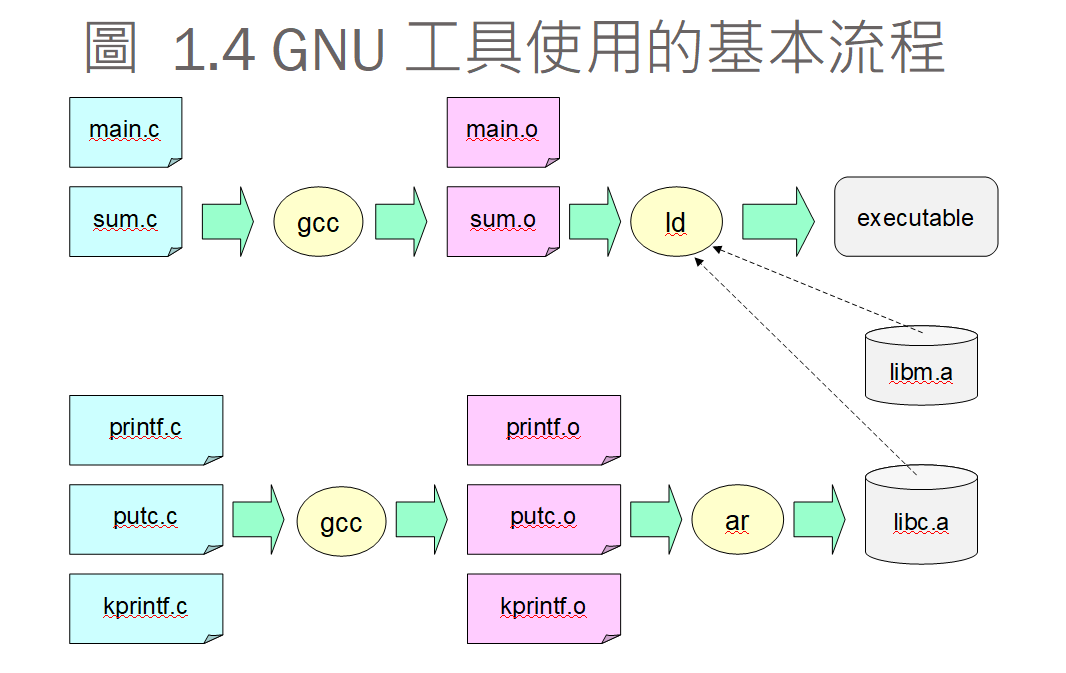 圖 1.4 GNU 工具使用的基本流程
main.c
main.o
sum.c
gcc
sum.o
ld
executable
libm.a
printf.c
printf.o
putc.c
gcc
putc.o
ar
libc.a
kprintf.c
kprintf.o